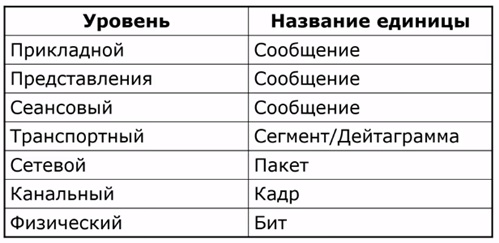 Уровень Название единицы
Прикладной Сообщение
Представления Сообщение
Сеансовый Сообщение
Транспортный Сегмент/Дейтаграмма
Сетевой Пакет
Канальный Кадр
Физический Бит